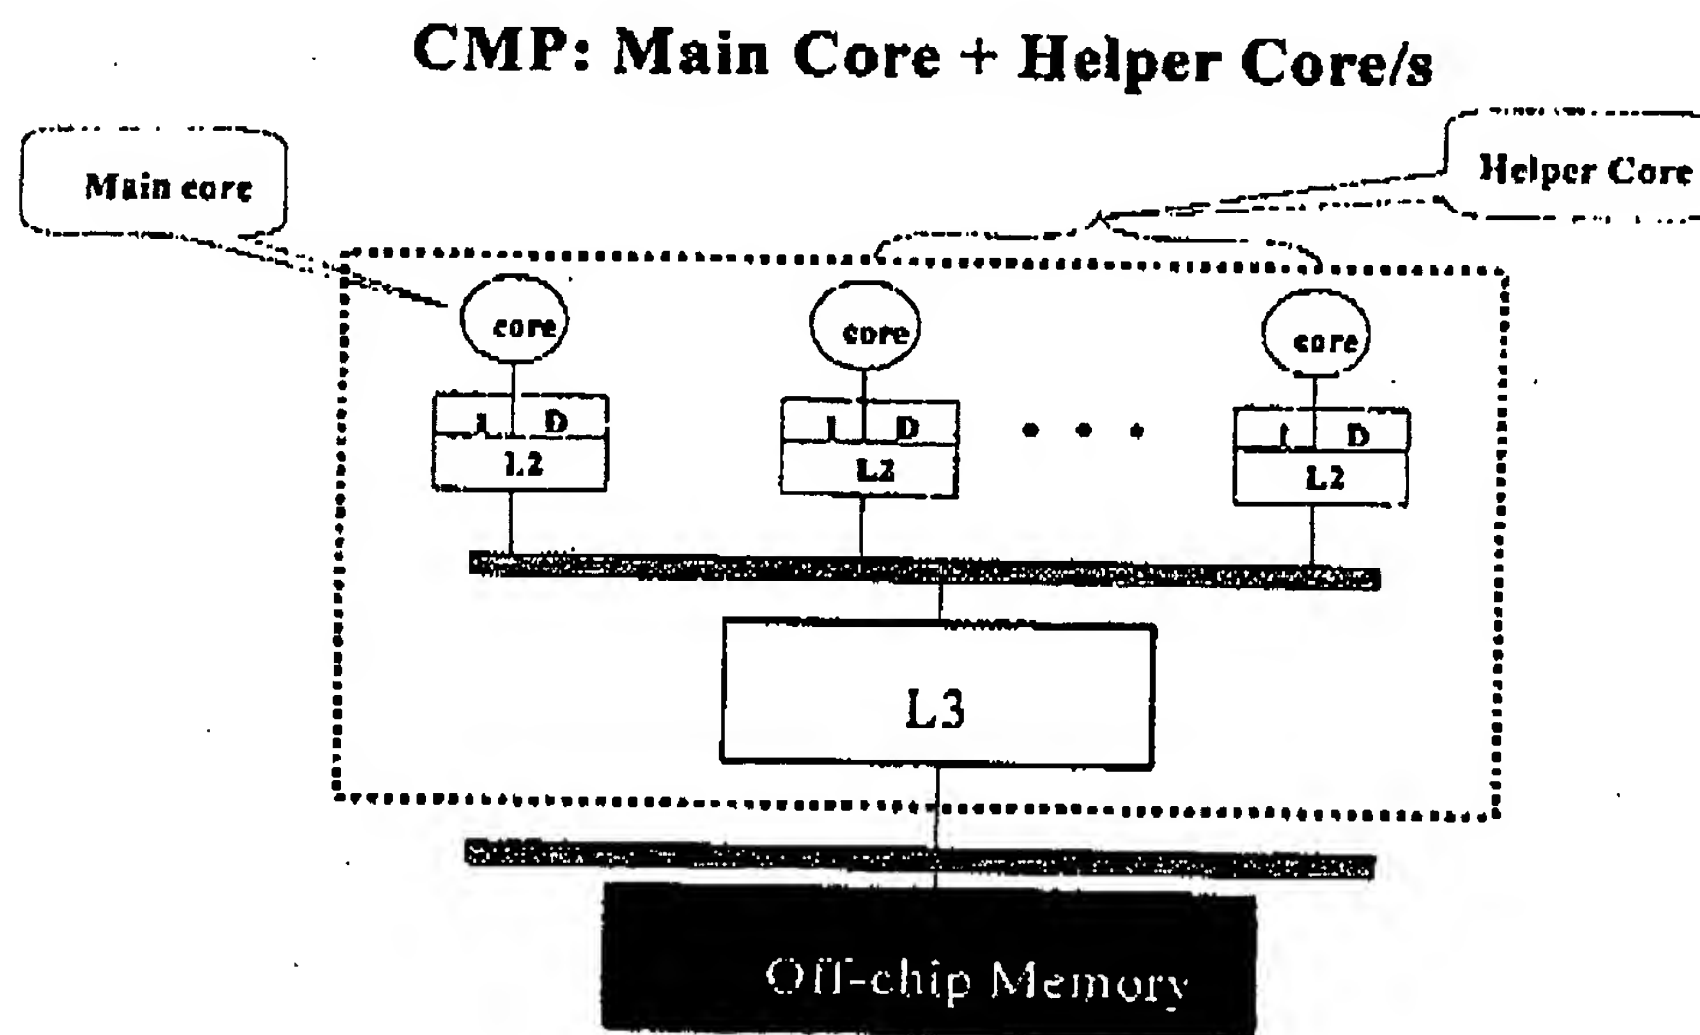 CMP: Main Core + Helper Core/s
Main core
Helper Core
core
core
core
I D
I D
I D
L2
L2
L2
L3
Off-chip Memory